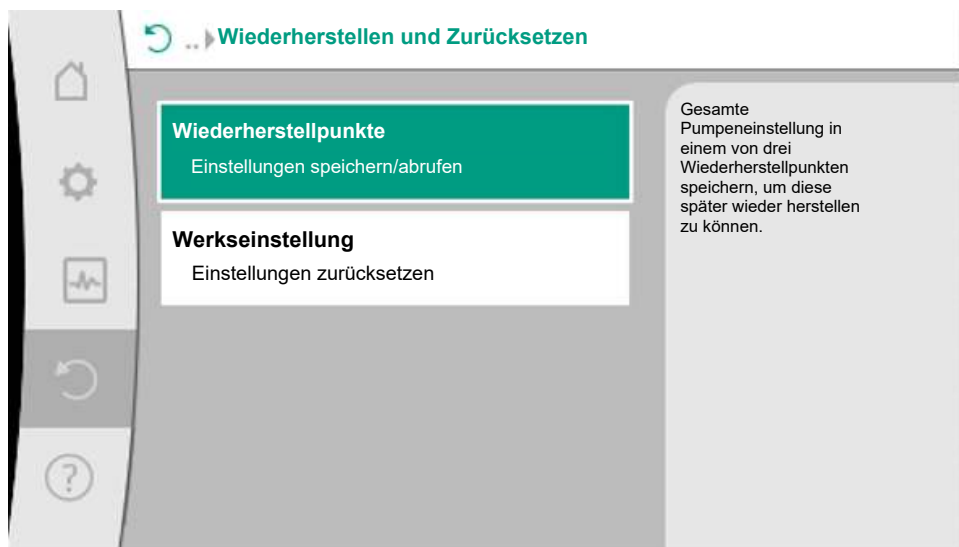 .. Wiederherstellen und Zurücksetzen
Wiederherstellpunkte
Einstellungen speichern/abrufen
Werkseinstellung
Einstellungen zurücksetzen
Gesamte
Pumpeneinstellung in
einem von drei
Wiederherstellpunkten
speichern, um diese
später wieder herstellen
zu können.
?